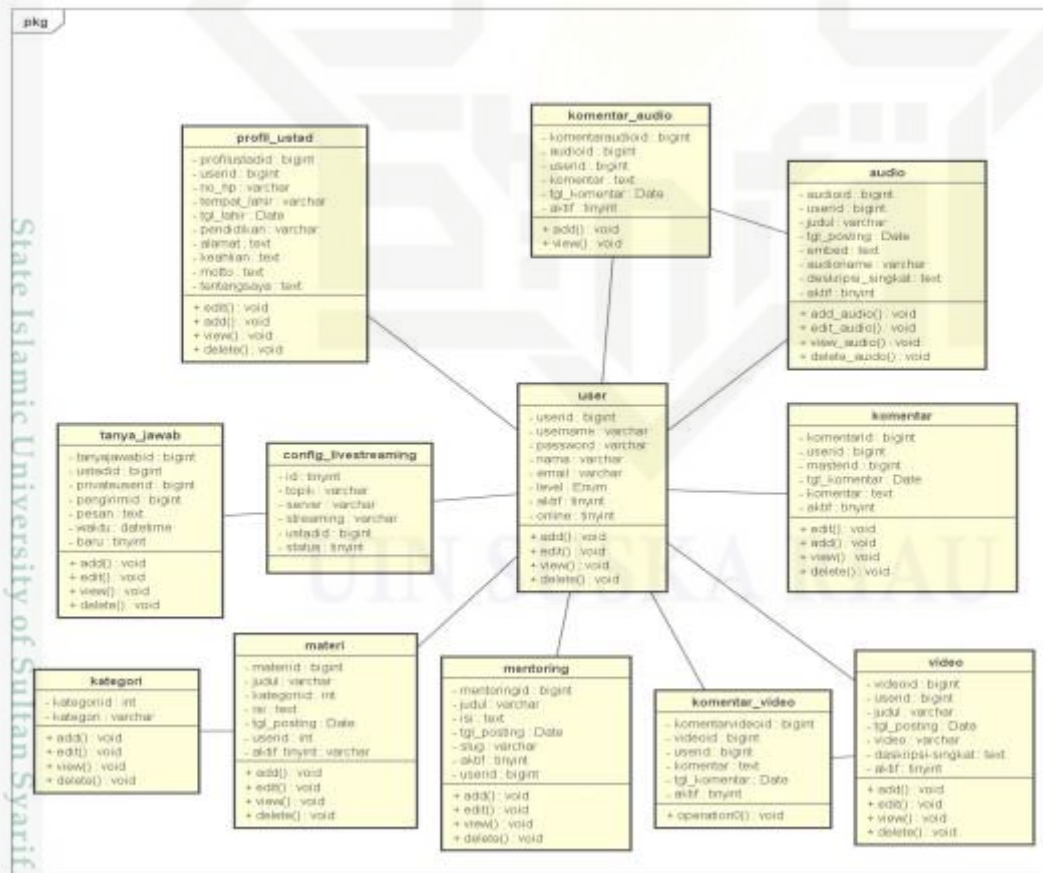 pkg
komentar_audio
- komentaraudioid : bigint
- audioid : bigint
- userid : bigint
- komentar : text
- tgl_komentar : Date
- aktif : tinyint
+ add() : void
+ view() : void
profil_ustad
- profilustadid : bigint
- userid : bigint
- no_hp : varchar
- tempat_lahir : varchar
- tgl_lahir : Date
- pendidikan : varchar
- alamat : text
- keahlian : text
- motto : text
- tentangsaya : text
+ edit() : void
+ add() : void
+ view() : void
+ delete() : void
audio
- audioid : bigint
- userid : bigint
- judul : varchar
- tgl_posting : Date
- embed : text
- audioname : varchar
- deskripsi_singkat : text
- aktif : tinyint
+ add_audio() : void
+ edit_audio() : void
+ view_audio() : void
+ delete_auido() : void
user
- userid : bigint
- username : varchar
- password : varchar
- nama : varchar
- email : varchar
- level : Enum
- aktif : tinyint
- online : tinyint
+ add() : void
+ edit() : void
+ view() : void
+ delete() : void
komentar
- komentarid : bigint
- userid : bigint
- masterid : bigint
- tgl_komentar : Date
- komentar : text
- aktif : tinyint
+ edit() : void
+ add() : void
+ view() : void
+ delete() : void
tanya_jawab
- tanyajawabid : bigint
- ustadid : bigint
- privateuserid : bigint
- pengirimid : bigint
- pesan : text
- waktu : datetime
- baru : tinyint
+ add() : void
+ edit() : void
+ view() : void
+ delete() : void
config_livestreaming
- id : tinyint
- topik : varchar
- server : varchar
- streaming : varchar
- ustadid : bigint
- status : tinyint
kategori
- kategoriid : int
- kategori : varchar
+ add() : void
+ edit() : void
+ view() : void
+ delete() : void
materi
- materiid : bigint
- judul : varchar
- kategoriid : int
- isi : text
- tgl_posting : Date
- userid : int
- aktif tinyint : varchar
+ add() : void
+ edit() : void
+ view() : void
+ delete() : void
mentoring
- mentoringid : bigint
- judul : varchar
- isi : text
- tgl_posting : Date
- slug : varchar
- aktif : tinyint
- userid : bigint
+ add() : void
+ edit() : void
+ view() : void
+ delete() : void
komentar_video
- komentarvideoid : bigint
- videoid : bigint
- userid : bigint
- komentar : text
- tgl_komentar : Date
- aktif : tinyint
+ operation0() : void
video
- videoid : bigint
- userid : bigint
- judul : varchar
- tgl_posting : Date
- video : varchar
- daskripsi-singkat : text
- aktif : tinyint
+ add() : void
+ edit() : void
+ view() : void
+ delete() : void
UIN SUSKA RIAU
State Islamic University of Sultan Syarif